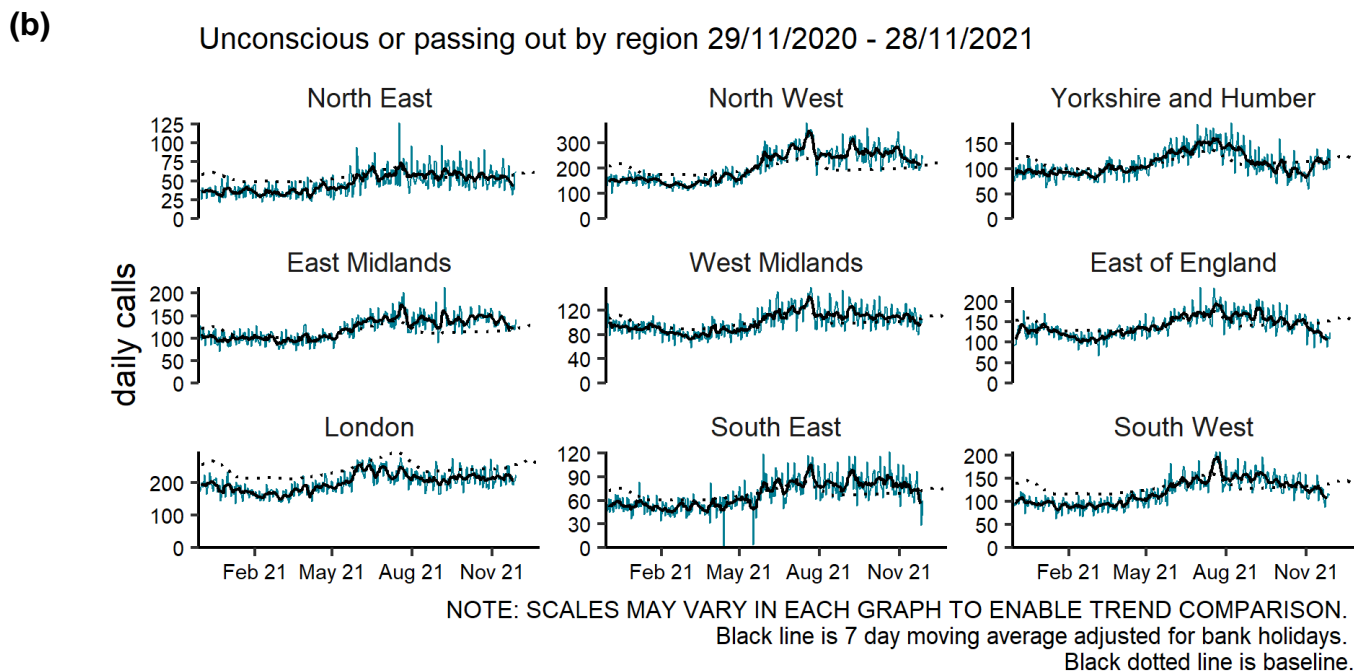 (b)
Unconscious or passing out by region 29/11/2020 - 28/11/2021
daily calls
North East
125
100
75
50
25
0
North West
300
200
100
0
Yorkshire and Humber
150
100
50
0
East Midlands
200
150
100
50
0
West Midlands
120
80
40
0
East of England
200
150
100
50
0
London
200
100
0
Feb 21 May 21 Aug 21 Nov 21
South East
120
90
60
30
0
Feb 21 May 21 Aug 21 Nov 21
South West
200
150
100
50
0
Feb 21 May 21 Aug 21 Nov 21
NOTE: SCALES MAY VARY IN EACH GRAPH TO ENABLE TREND COMPARISON.
Black line is 7 day moving average adjusted for bank holidays.
Black dotted line is baseline.